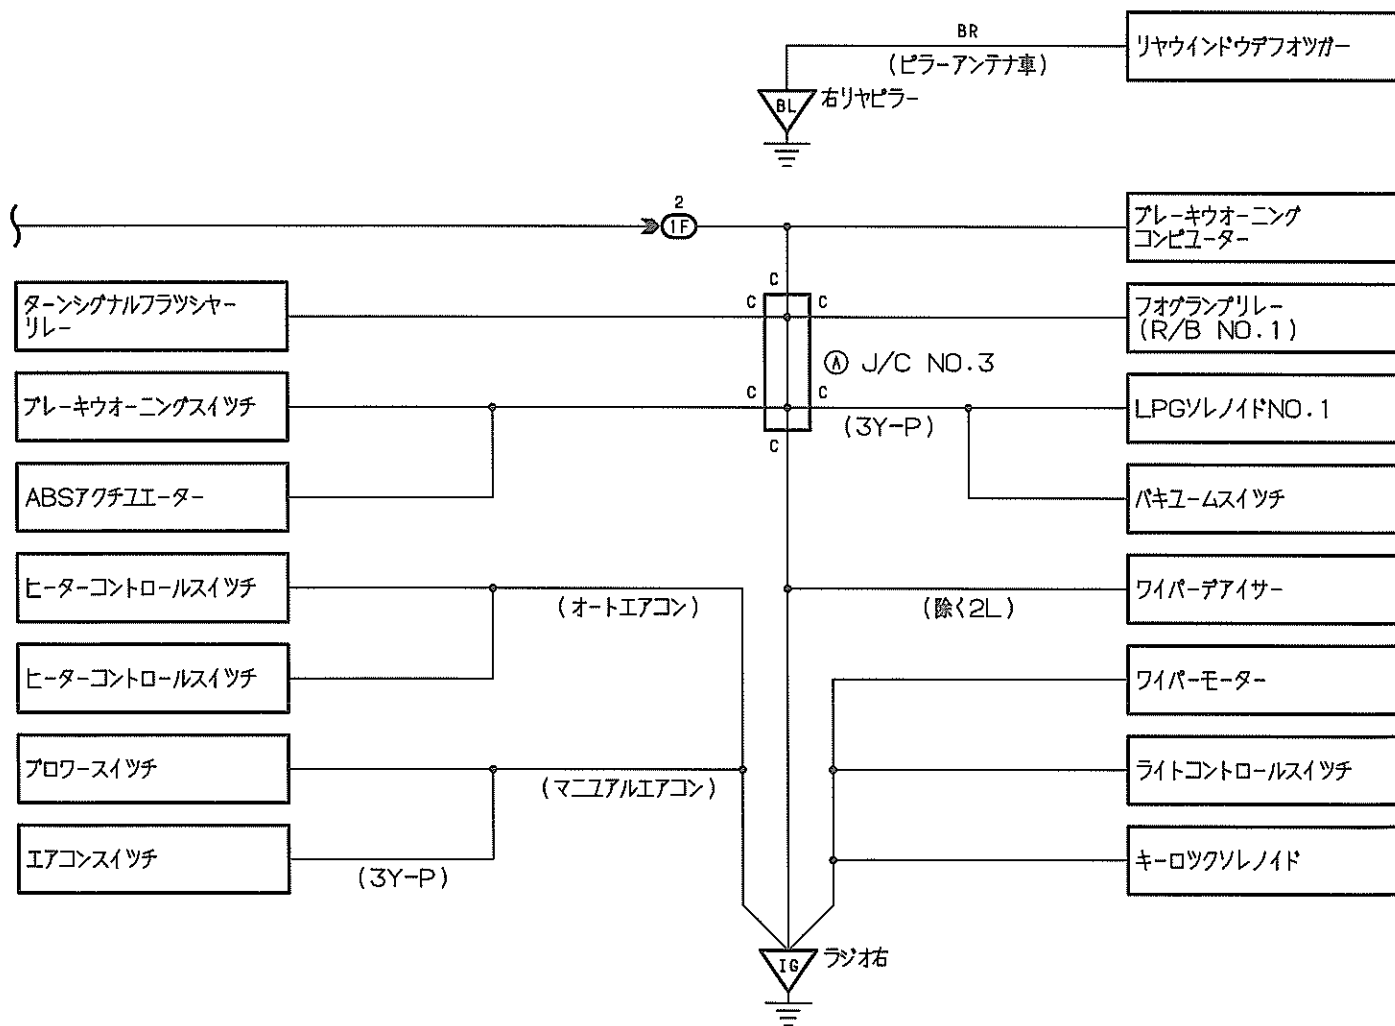 BR
リヤウインドウデフオツガー
(ピラーアンテナ車)
BL
右リヤピラー
2
1F
ブレーキウオーニング
コンピユーター
C
ターンシグナルフラツシヤー
リレー
C
C
フオグランプリレー
(R/B NO.1)
Ⓐ J/C NO.3
ブレーキウオーニングスイツチ
C
C
(3Y-P)
LPGソレノイドNO.1
C
ABSアクチユエーター
バキユームスイツチ
ヒーターコントロールスイツチ
(オートエアコン)
(除く2L)
ワイパーデアイサー
ヒーターコントロールスイツチ
ワイパーモーター
ブロワースイツチ
(マニユアルエアコン)
ライトコントロールスイツチ
エアコンスイツチ
(3Y-P)
キーロツクソレノイド
IG
ラジオ右